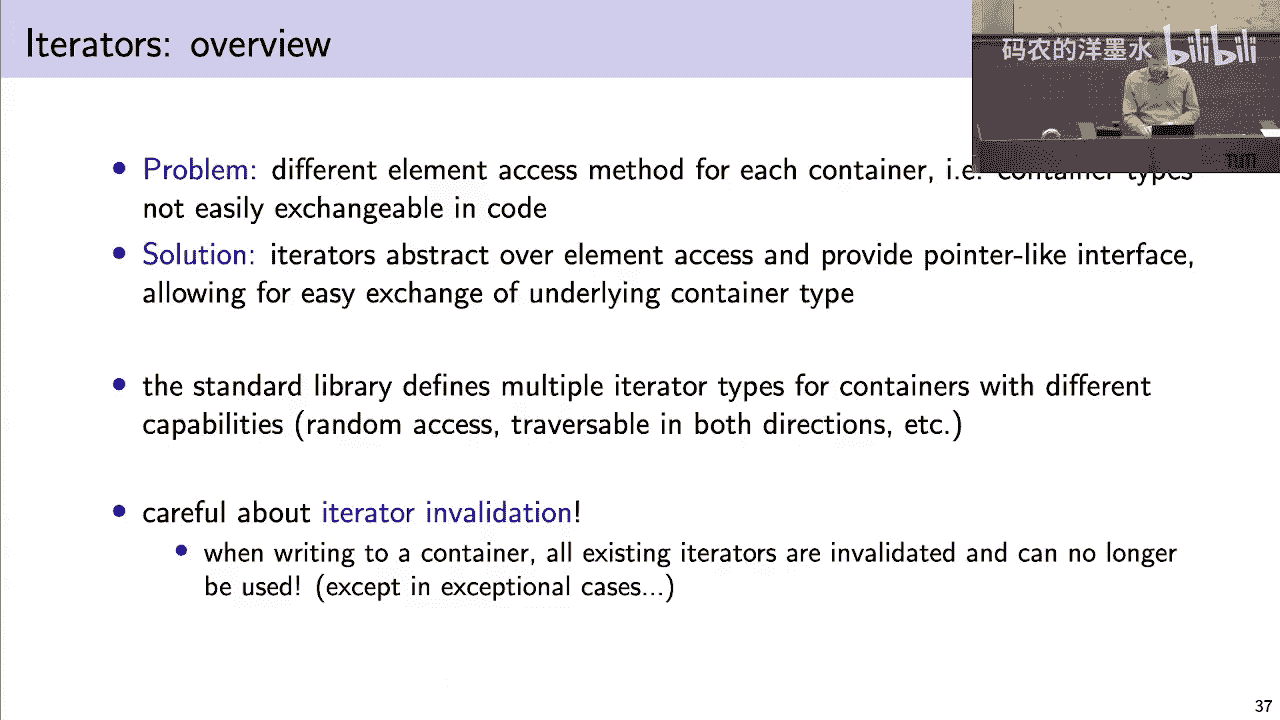 Iterators: overview
码农的洋墨水 bilibili
• Problem: different element access method for each container, i.e. container types
not easily exchangeable in code
• Solution: iterators abstract over element access and provide pointer-like interface,
allowing for easy exchange of underlying container type
• the standard library defines multiple iterator types for containers with different
capabilities (random access, traversable in both directions, etc.)
• careful about iterator invalidation!
• when writing to a container, all existing iterators are invalidated and can no longer
be used! (except in exceptional cases...)
37